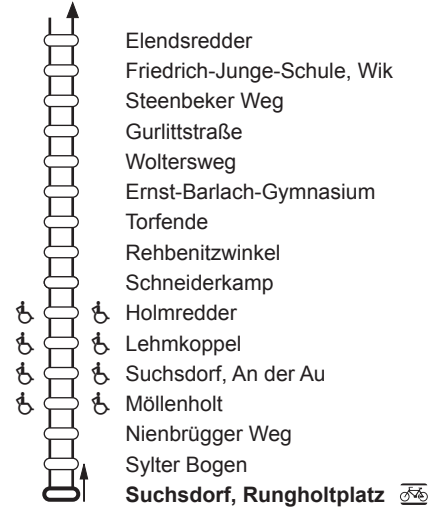 Elendsredder
Friedrich-Junge-Schule, Wik
Steenbeker Weg
Gurlittstraße
Woltersweg
Ernst-Barlach-Gymnasium
Torfende
Rehbenitzwinkel
Schneiderkamp
Holmredder
Lehmkoppel
Suchsdorf, An der Au
Möllenholt
Nienbrügger Weg
Sylter Bogen
Suchsdorf, Rungholtplatz